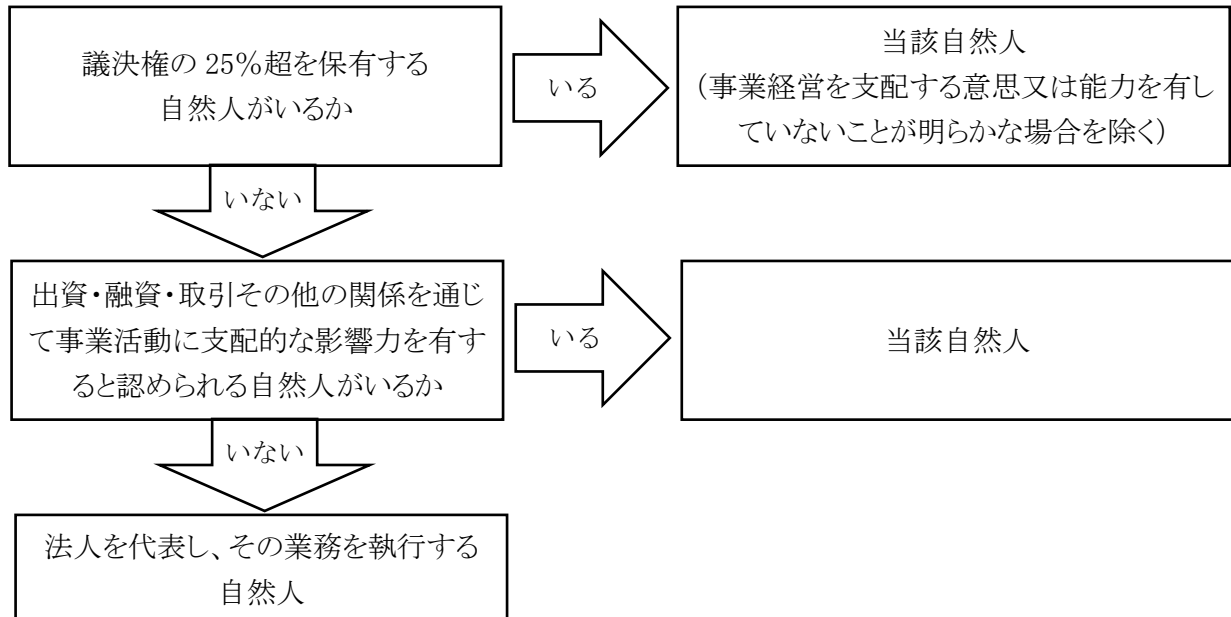 議決権の 25%超を保有する
自然人がいるか
いる
当該自然人
(事業経営を支配する意思又は能力を有し
ていないことが明らかな場合を除く)
いない
出資・融資・取引その他の関係を通じ
て事業活動に支配的な影響力を有す
ると認められる自然人がいるか
いる
当該自然人
いない
法人を代表し、その業務を執行する
自然人